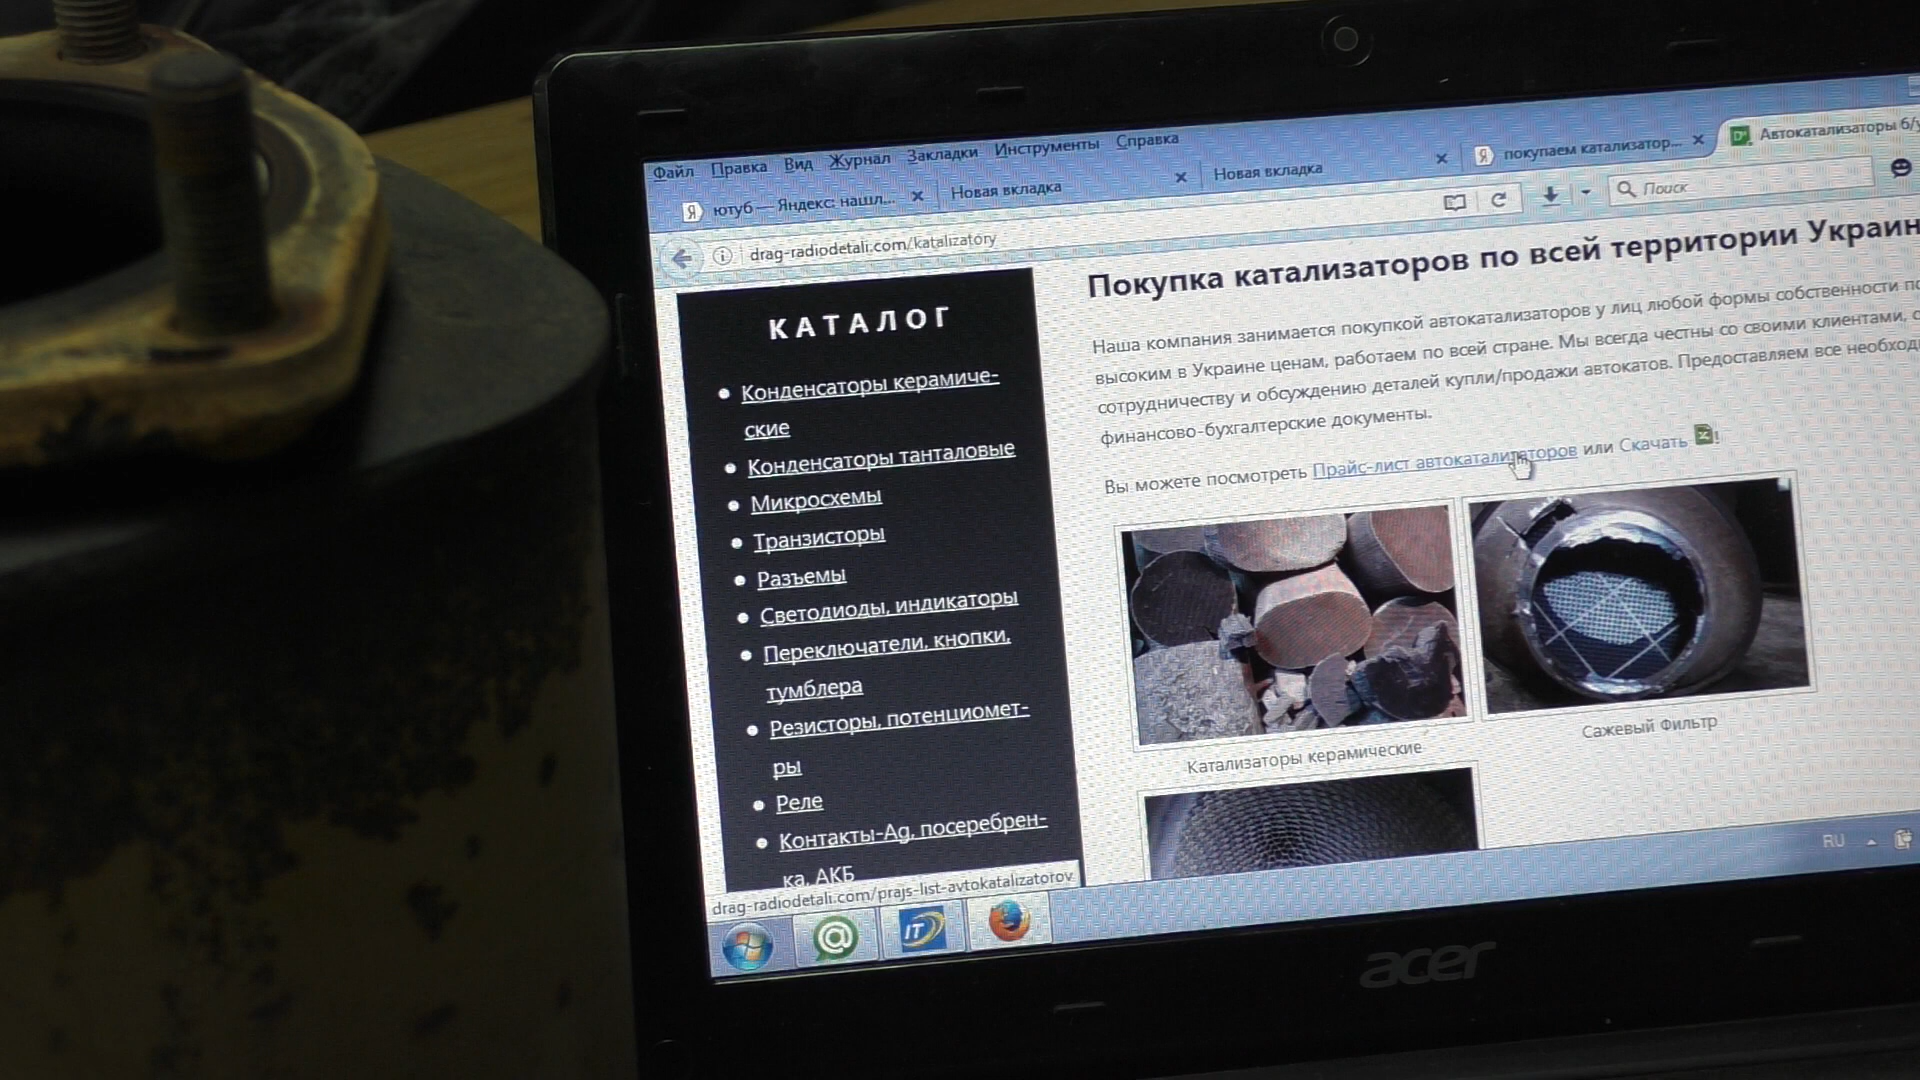 Файл Правка Вид Журнал Закладки Инструменты Справка
ютуб — Яндекс: нашл... Новая вкладка Новая вкладка покупаем катализатор... Автокатализаторы б/у
drag-radiodetali.com/katalizatory
Поиск
КАТАЛОГ
Конденсаторы керамиче-
ские
Конденсаторы танталовые
Микросхемы
Транзисторы
Разъемы
Светодиоды, индикаторы
Переключатели, кнопки,
тумблера
Резисторы, потенциомет-
ры
Реле
Контакты-Ag, посеребрен-
ка, АКБ
Покупка катализаторов по всей территории Украин
Наша компания занимается покупкой автокатализаторов у лиц любой формы собственности по
высоким в Украине ценам, работаем по всей стране. Мы всегда честны со своими клиентами, о
сотрудничеству и обсуждению деталей купли/продажи автокатов. Предоставляем все необходи
финансово-бухгалтерские документы.
Вы можете посмотреть Прайс-лист автокатализаторов или Скачать !
Катализаторы керамические
Сажевый Фильтр
drag-radiodetali.com/prajs-list-avtokatalizatorov
IT
RU
acer